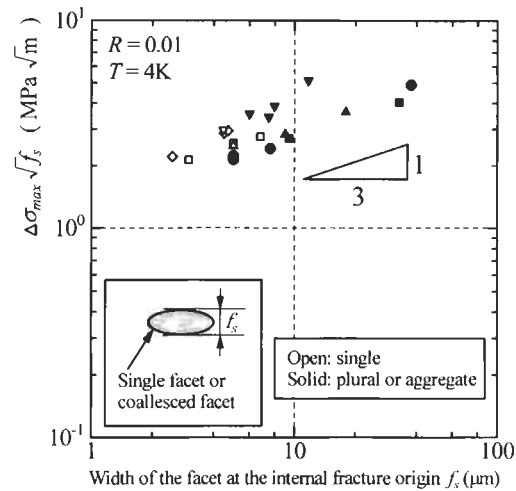 Δσmax √fs ( MPa √m )
10¹
10⁰
10⁻¹
R = 0.01
T = 4K
1
3
fs
Single facet or
coallesced facet
Open: single
Solid: plural or aggregate
1
10
100
Width of the facet at the internal fracture origin fs (μm)